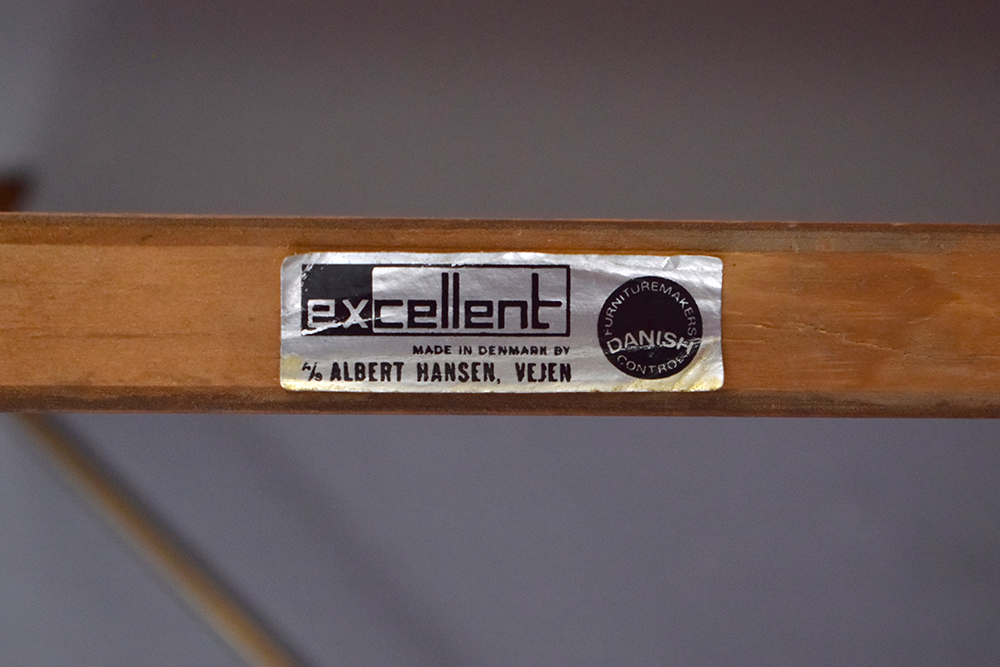 excellent
MADE IN DENMARK BY
A/S ALBERT HANSEN, VEJEN
FURNITUREMAKERS
DANISH
CONTROL